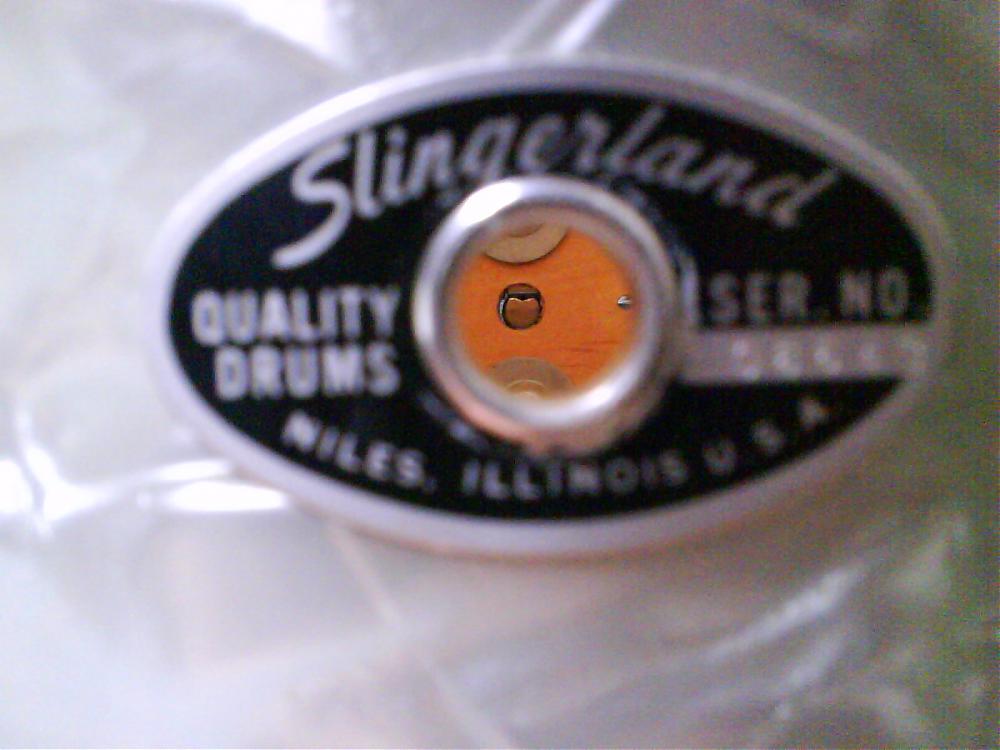 Slingerland
QUALITY
DRUMS
SER. NO.
NILES, ILLINOIS U.S.A.